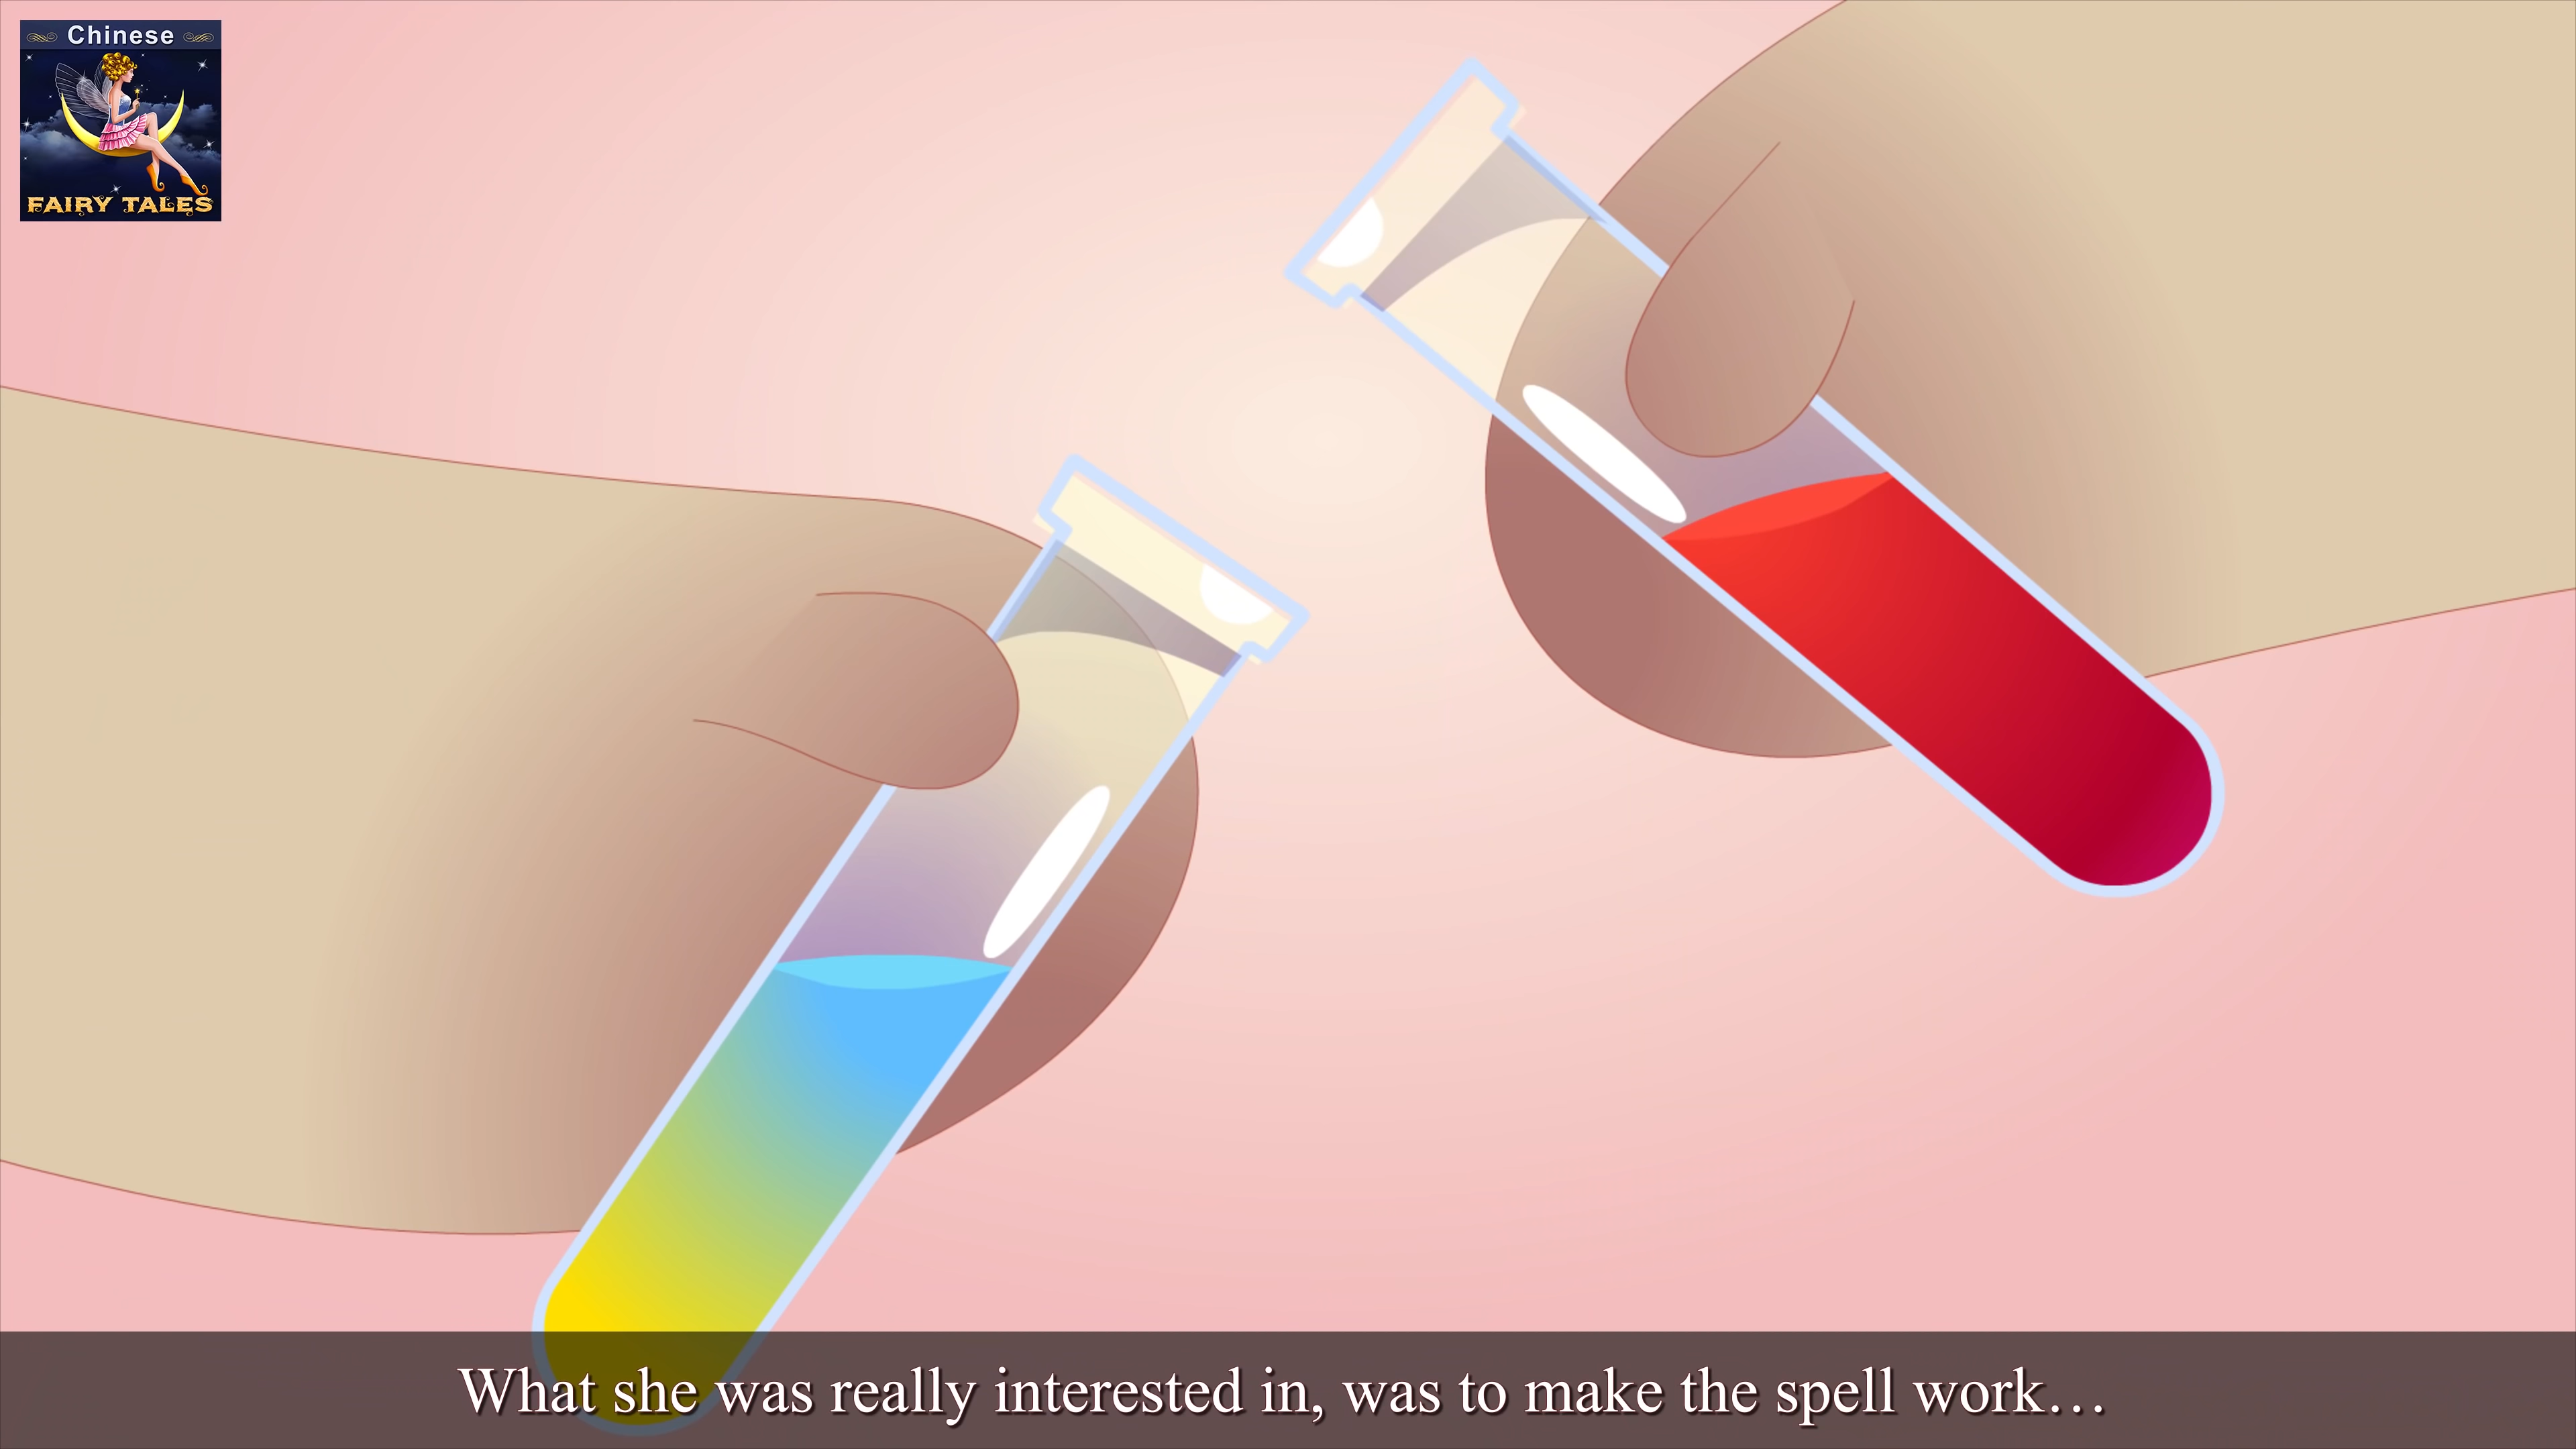 Chinese
FAIRY TALES
What she was really interested in, was to make the spell work…